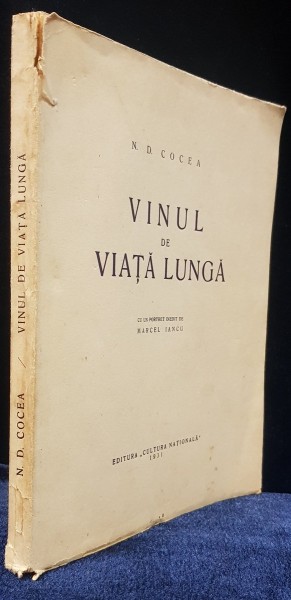 N. D. COCEA
VINUL
DE
VIAȚĂ LUNGĂ
CU UN PORTRET INEDIT DE
MARCEL IANCU
EDITURA „CULTURA NAȚIONALĂ"
1931
N. D. COCEA / VINUL DE VIAȚA LUNGĂ